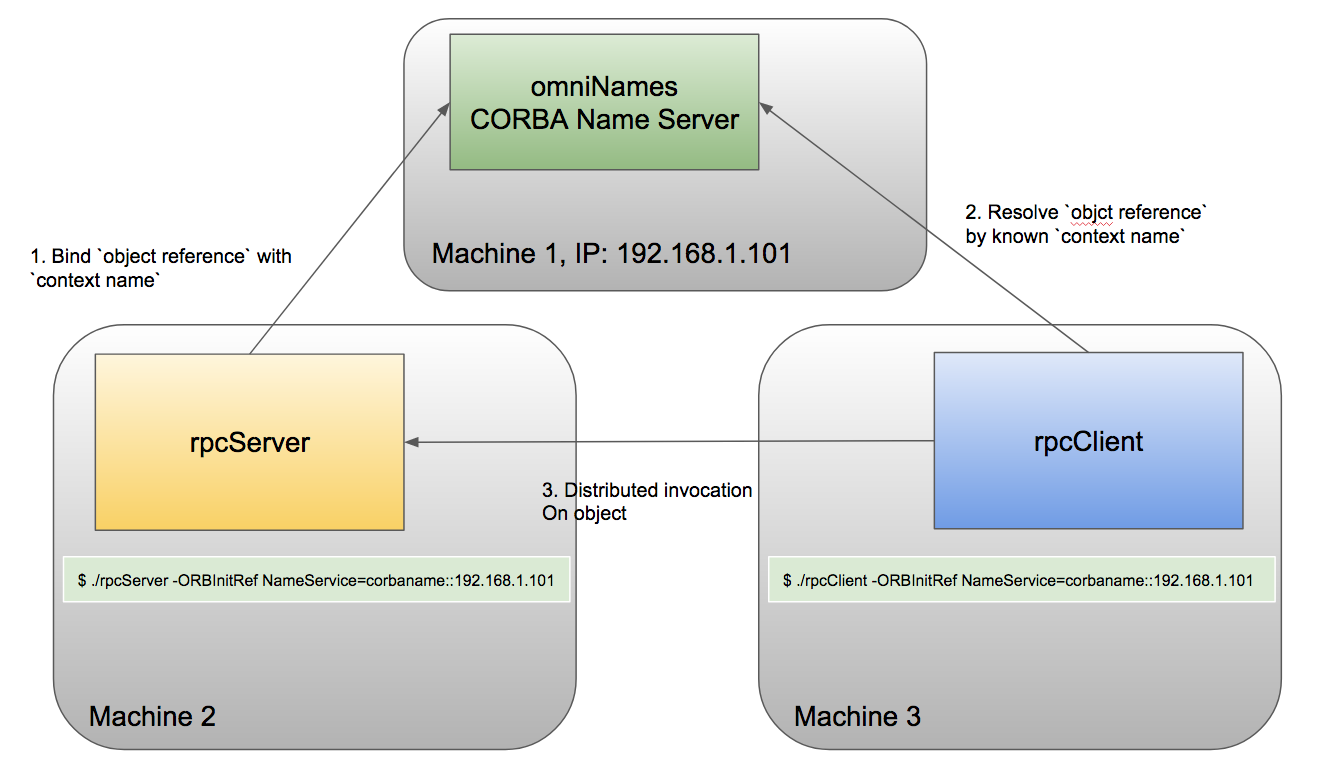 omniNames
CORBA Name Server
Machine 1, IP: 192.168.1.101
1. Bind `object reference` with
`context name`
2. Resolve `objct reference`
by known `context name`
rpcServer
rpcClient
3. Distributed invocation
On object
$ ./rpcServer -ORBInitRef NameService=corbaname::192.168.1.101
$ ./rpcClient -ORBInitRef NameService=corbaname::192.168.1.101
Machine 2
Machine 3